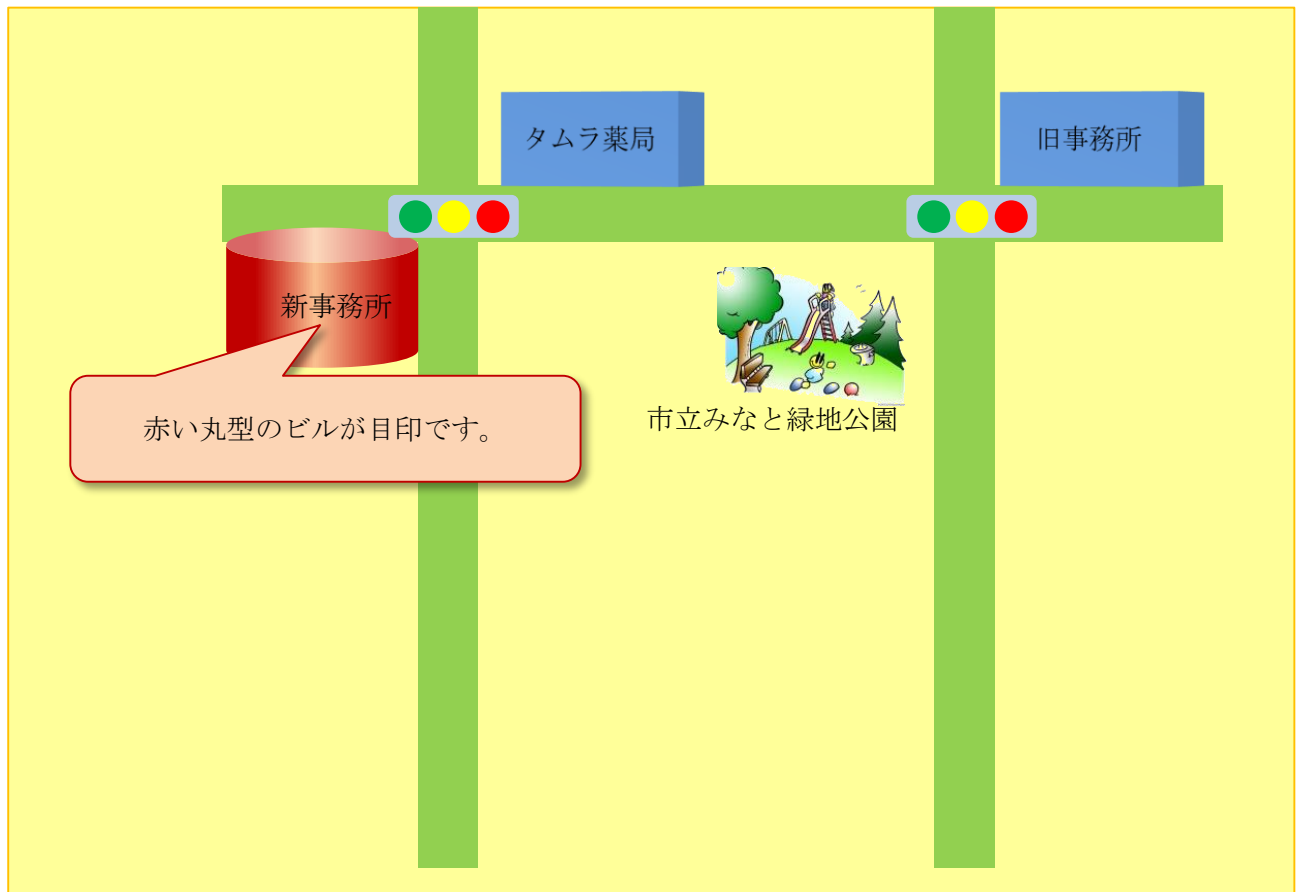 タムラ薬局
旧事務所
新事務所
赤い丸型のビルが目印です。
市立みなと緑地公園